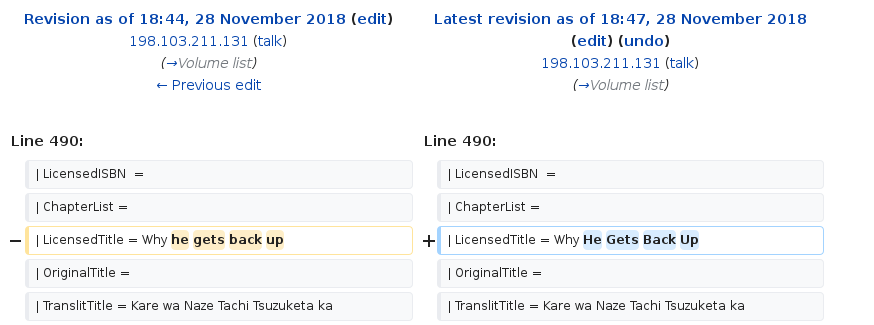 Revision as of 18:44, 28 November 2018 (edit)
198.103.211.131 (talk)
(→Volume list)
← Previous edit
Latest revision as of 18:47, 28 November 2018
(edit) (undo)
198.103.211.131 (talk)
(→Volume list)
Line 490:
| LicensedISBN =
| ChapterList =
− | LicensedTitle = Why he gets back up
| OriginalTitle =
| TranslitTitle = Kare wa Naze Tachi Tsuzuketa ka
Line 490:
| LicensedISBN =
| ChapterList =
+ | LicensedTitle = Why He Gets Back Up
| OriginalTitle =
| TranslitTitle = Kare wa Naze Tachi Tsuzuketa ka